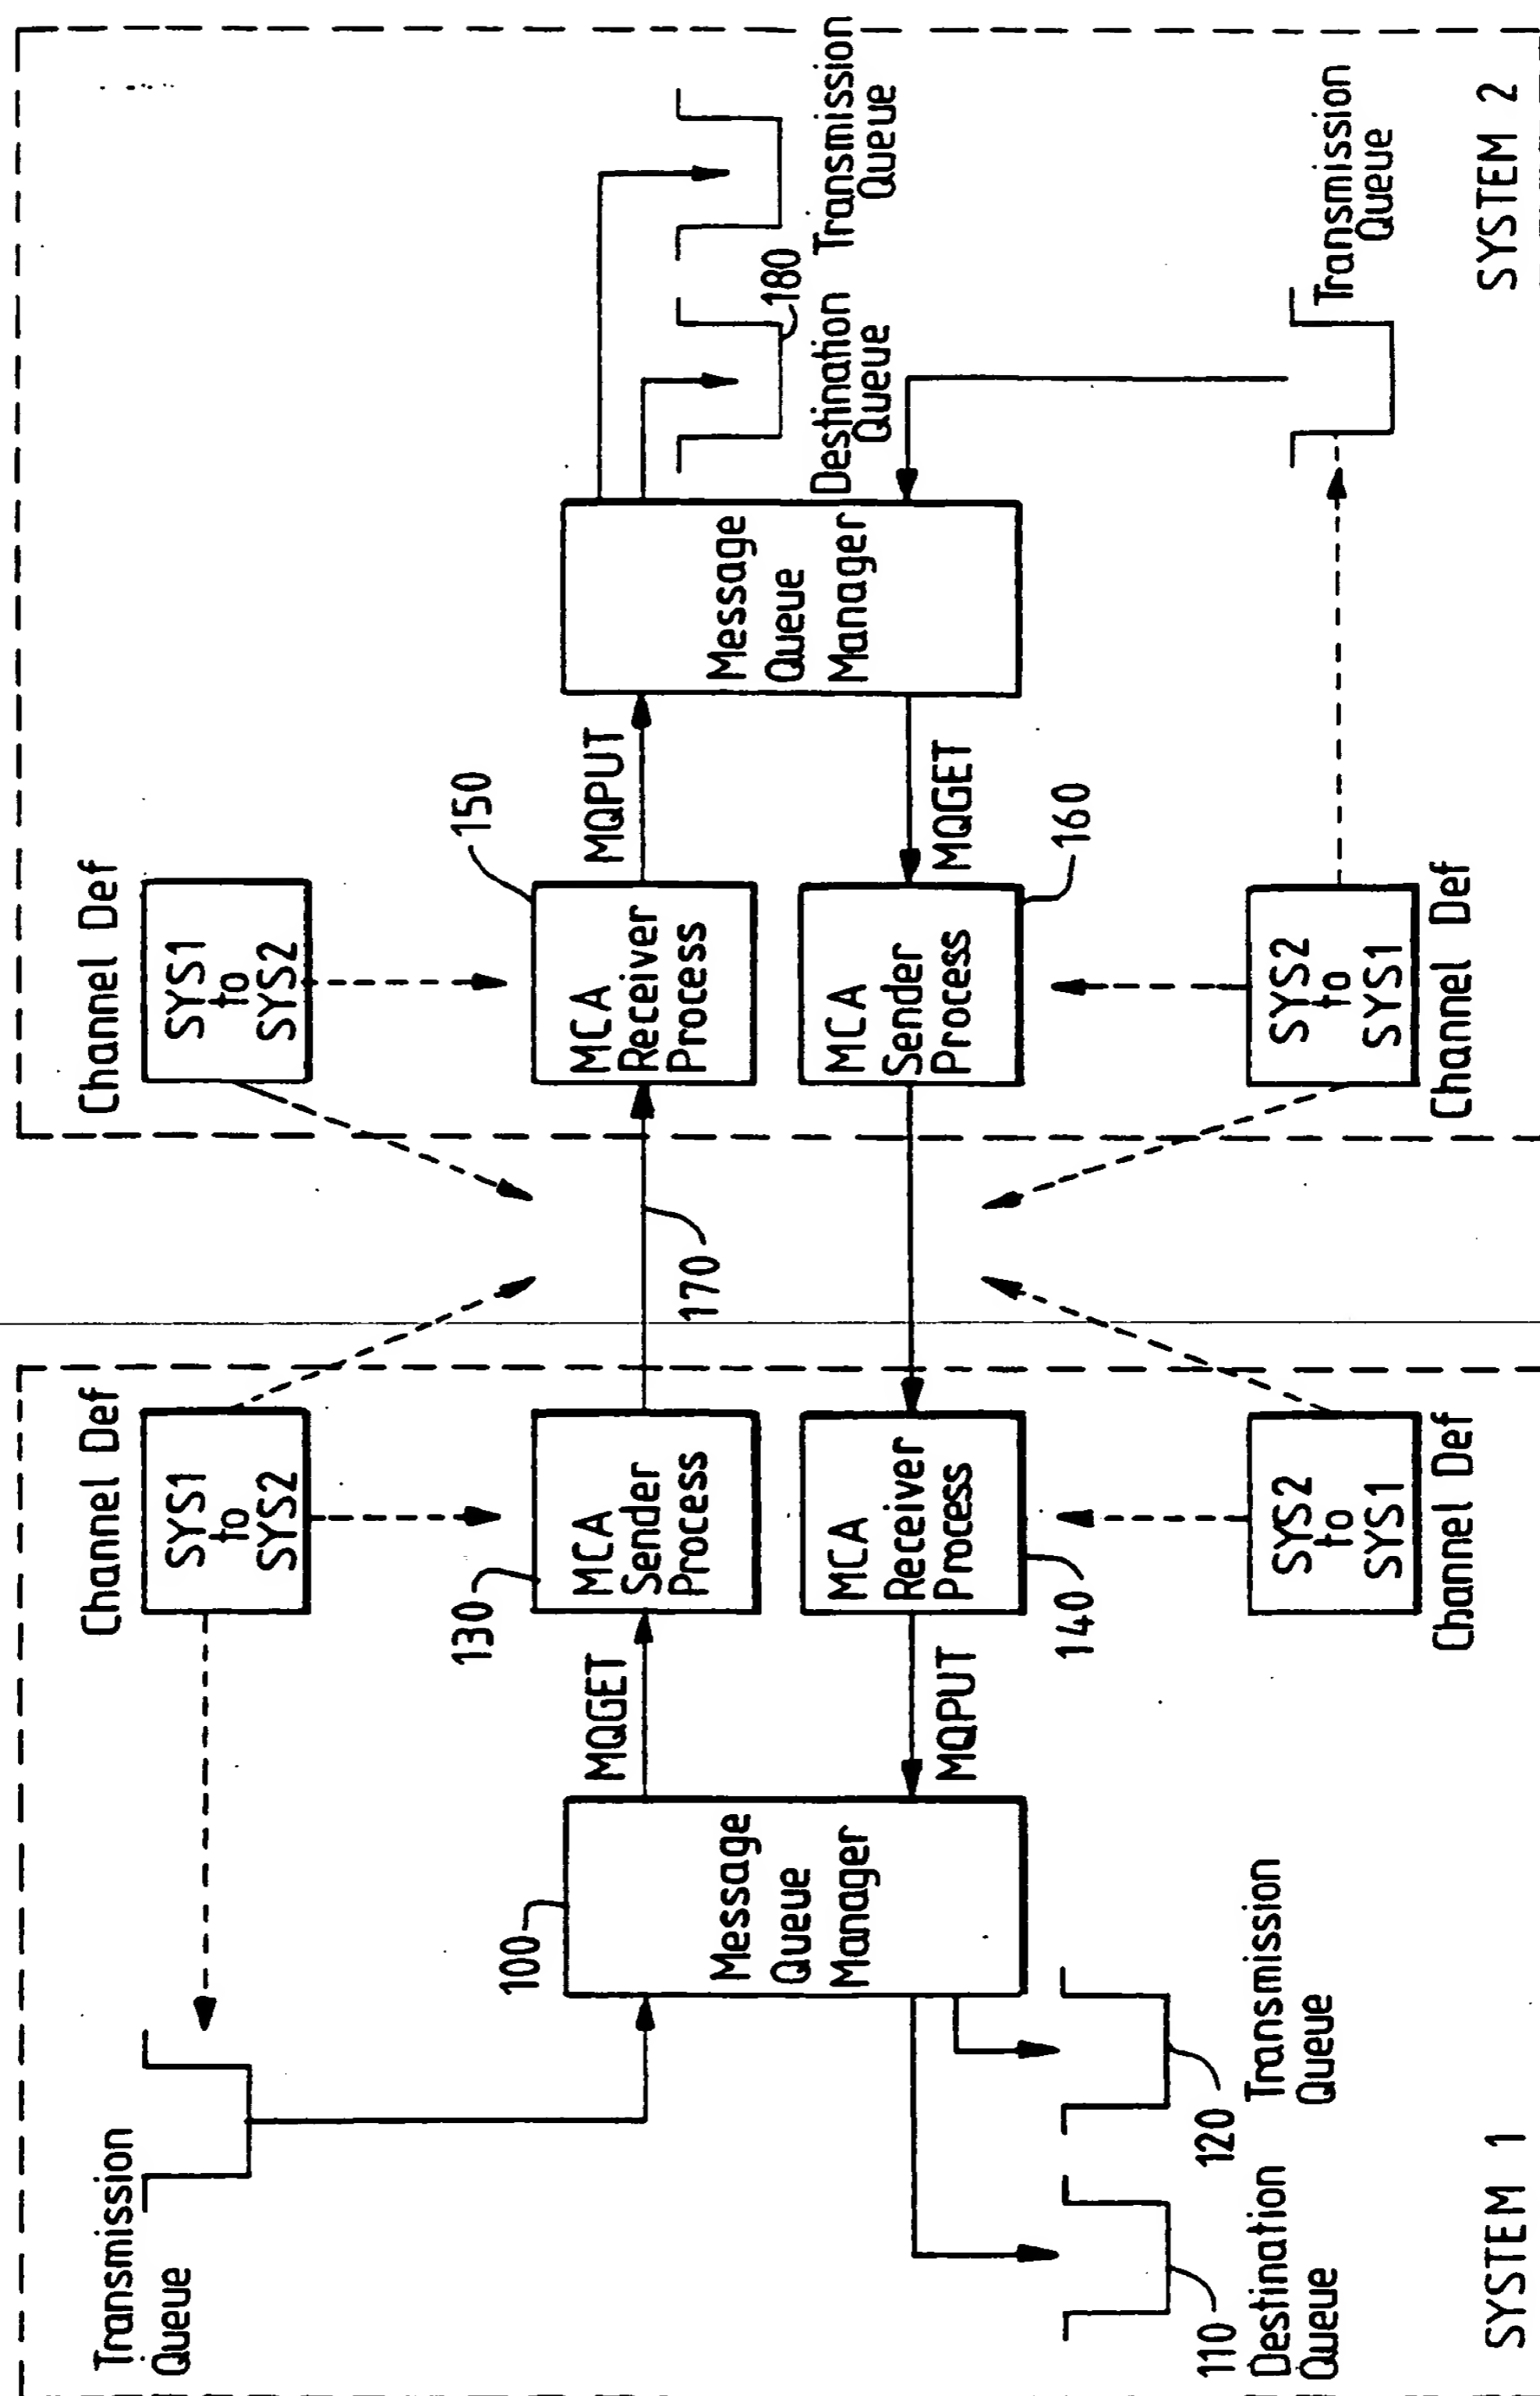 Transmission
Queue
Channel Def
SYS1
to
SYS2
Channel Def
SYS1
to
SYS2
100
MQGET
130
MCA
Sender
Process
170
150
MCA
Receiver
Process
MQPUT
Message
Queue
Manager
Message
Queue
Manager
180
Destination
Queue
Transmission
Queue
MQPUT
MCA
Receiver
Process
140
MCA
Sender
Process
160
MQGET
110
Destination
Queue
120
Transmission
Queue
SYS2
to
SYS1
Channel Def
SYS2
to
SYS1
Channel Def
Transmission
Queue
SYSTEM 1
SYSTEM 2